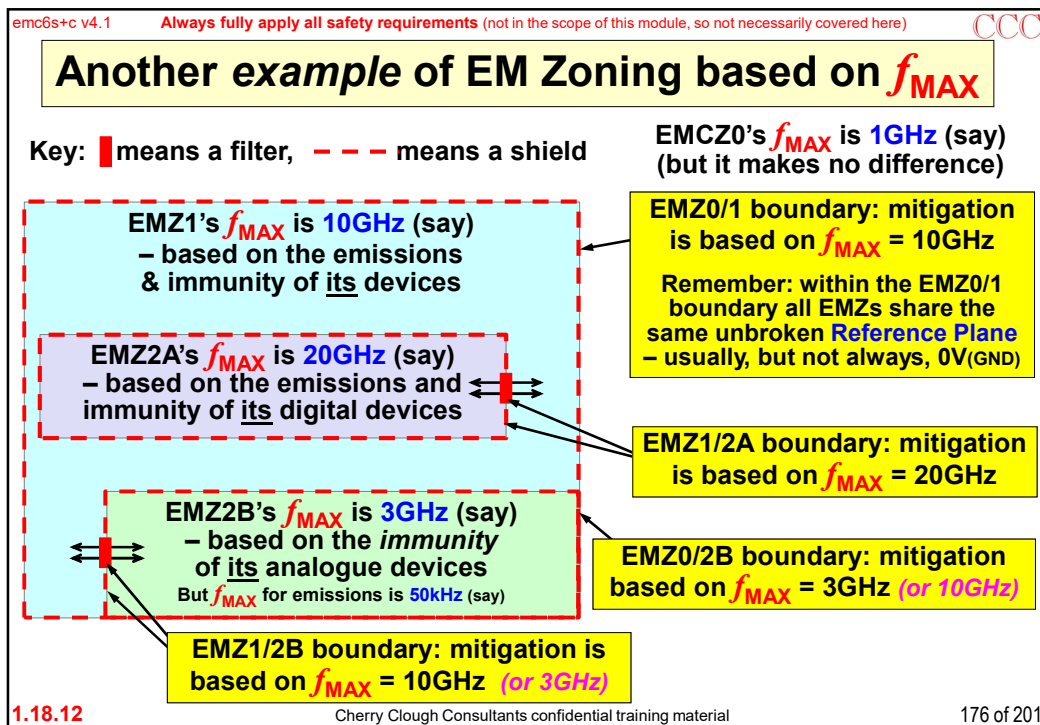 emc6s+c v4.1
Always fully apply all safety requirements (not in the scope of this module, so not necessarily covered here)
CCC
Another example of EM Zoning based on fMAX
Key: means a filter, means a shield
EMCZ0's fMAX is 1GHz (say)
(but it makes no difference)
EMZ1's fMAX is 10GHz (say)
– based on the emissions
& immunity of its devices
EMZ0/1 boundary: mitigation
is based on fMAX = 10GHz
Remember: within the EMZ0/1
boundary all EMZs share the
same unbroken Reference Plane
– usually, but not always, 0V(GND)
EMZ2A's fMAX is 20GHz (say)
– based on the emissions and
immunity of its digital devices
EMZ1/2A boundary: mitigation
is based on fMAX = 20GHz
EMZ2B's fMAX is 3GHz (say)
– based on the immunity
of its analogue devices
But fMAX for emissions is 50kHz (say)
EMZ0/2B boundary: mitigation
based on fMAX = 3GHz (or 10GHz)
EMZ1/2B boundary: mitigation is
based on fMAX = 10GHz (or 3GHz)
1.18.12
Cherry Clough Consultants confidential training material
176 of 201